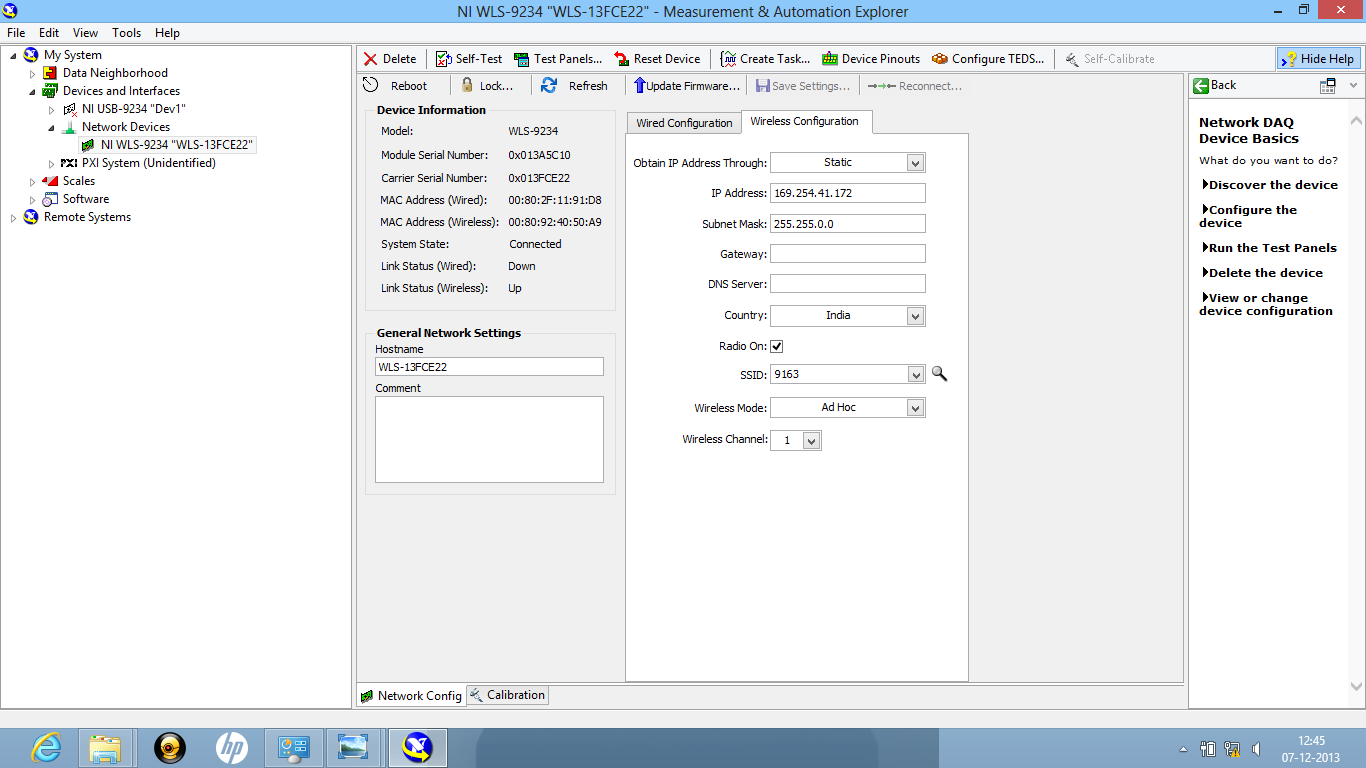 NI WLS-9234 "WLS-13FCE22" - Measurement & Automation Explorer
File Edit View Tools Help
My System
Data Neighborhood
Devices and Interfaces
NI USB-9234 "Dev1"
Network Devices
NI WLS-9234 "WLS-13FCE22"
PXI PXI System (Unidentified)
Scales
Software
Remote Systems
Delete Self-Test Test Panels... Reset Device Create Task... Device Pinouts Configure TEDS... Self-Calibrate Hide Help
Reboot Lock... Refresh Update Firmware... Save Settings... Reconnect...
Device Information
Model: WLS-9234
Module Serial Number: 0x013A5C10
Carrier Serial Number: 0x013FCE22
MAC Address (Wired): 00:80:2F:11:91:D8
MAC Address (Wireless): 00:80:92:40:50:A9
System State: Connected
Link Status (Wired): Down
Link Status (Wireless): Up
General Network Settings
Hostname
WLS-13FCE22
Comment
Wired Configuration Wireless Configuration
Obtain IP Address Through: Static
IP Address: 169.254.41.172
Subnet Mask: 255.255.0.0
Gateway:
DNS Server:
Country: India
Radio On:
SSID: 9163
Wireless Mode: Ad Hoc
Wireless Channel: 1
Network Config Calibration
Back
Network DAQ
Device Basics
What do you want to do?
Discover the device
Configure the
device
Run the Test Panels
Delete the device
View or change
device configuration
hp
12:45
07-12-2013